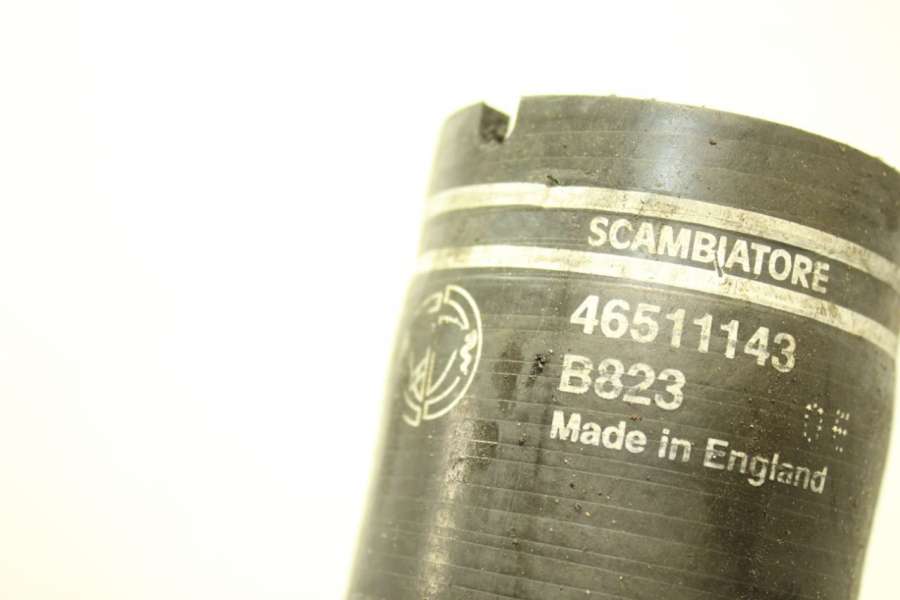 SCAMBIATORE
46511143
B823
Made in England